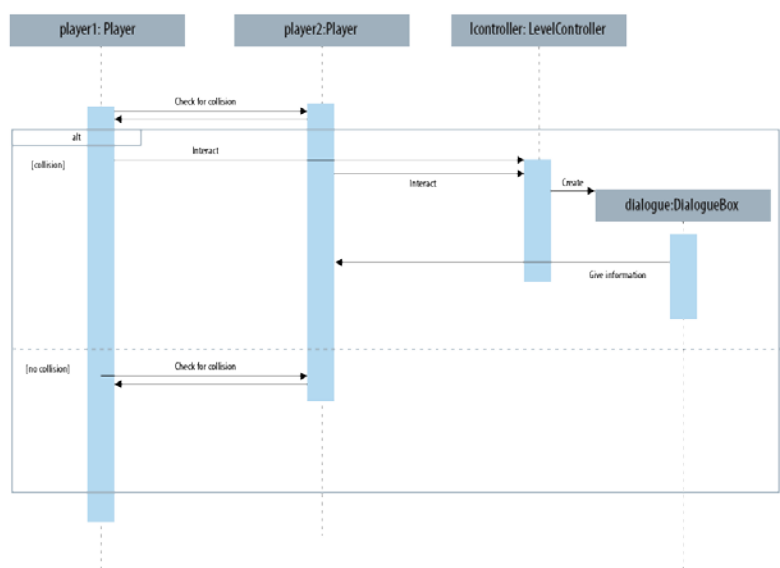 player1: Player
player2:Player
lcontroller: LevelController
Check for collision
alt
[collision]
Interact
Interact
Create
dialogue:DialogueBox
Give information
[no collision]
Check for collision